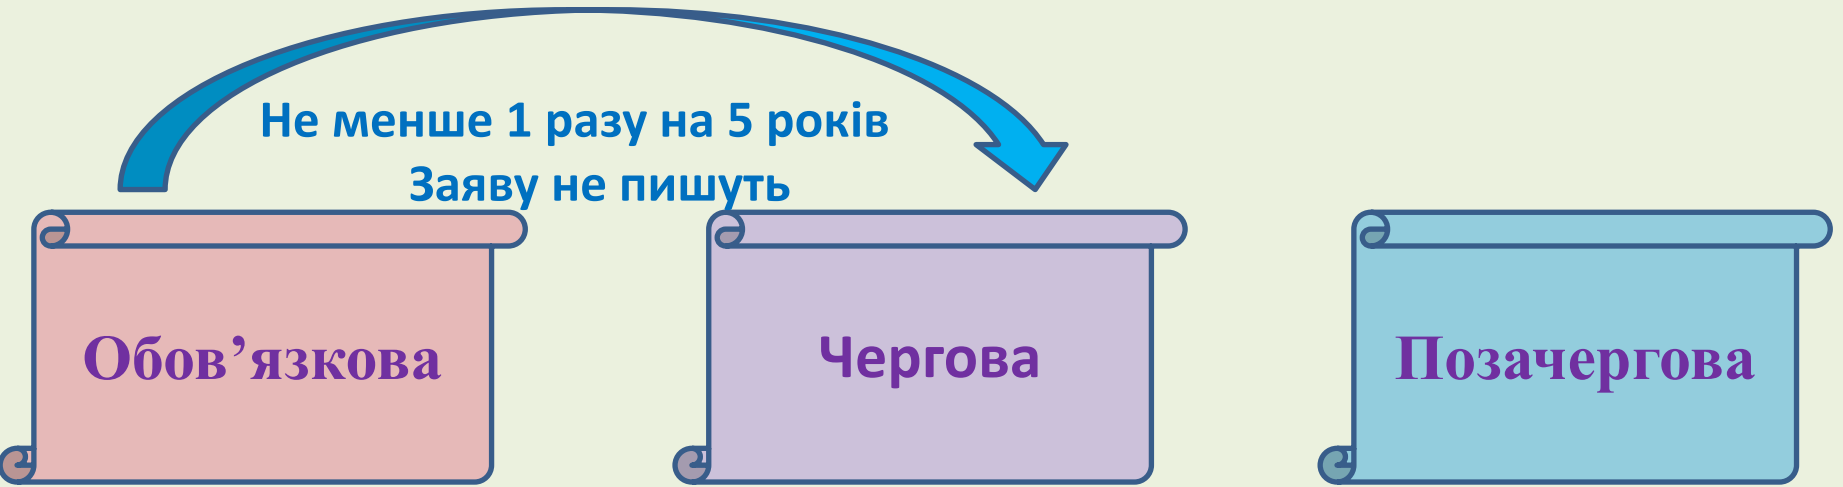 Не менше 1 разу на 5 років
Заяву не пишуть
Обов’язкова
Чергова
Позачергова